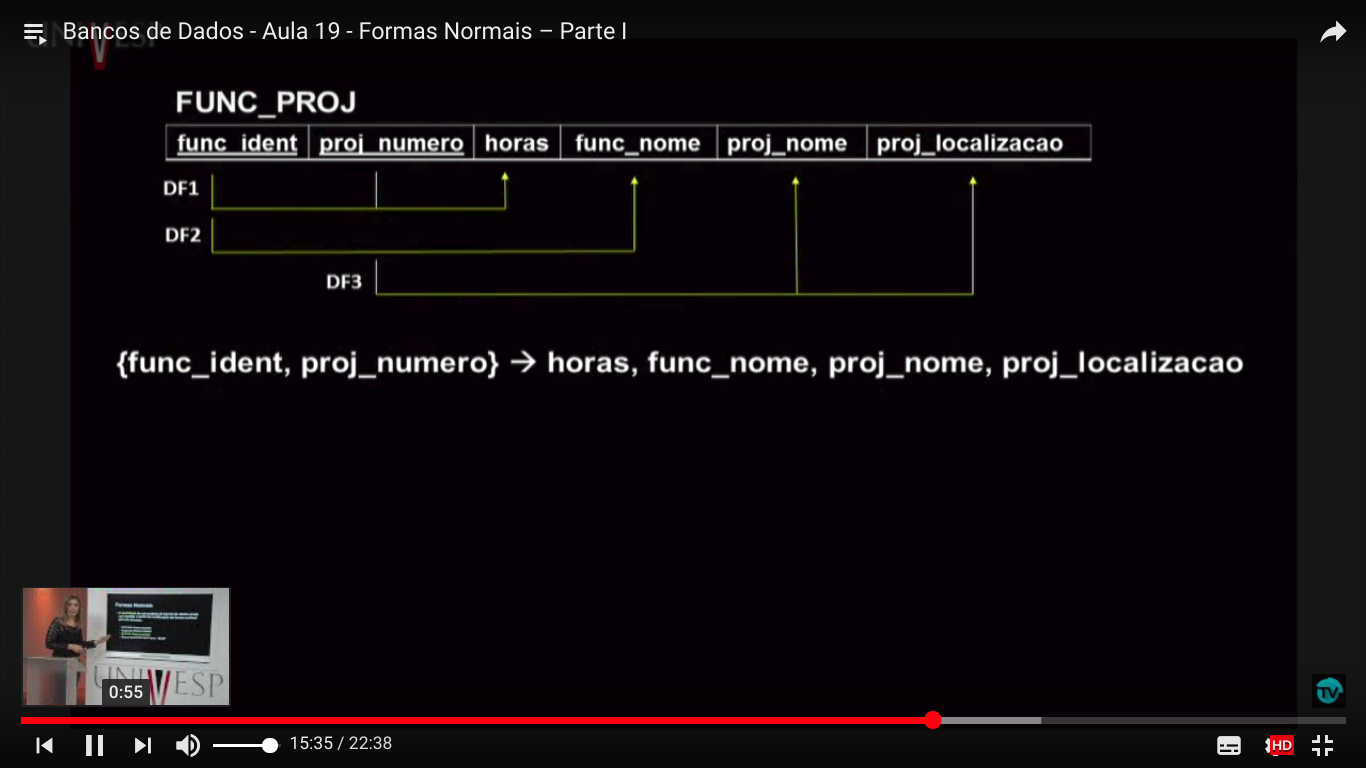 Bancos de Dados - Aula 19 - Formas Normais – Parte I
FUNC_PROJ
func_ident proj_numero horas func_nome proj_nome proj_localizacao
DF1
DF2
DF3
{func_ident, proj_numero} → horas, func_nome, proj_nome, proj_localizacao
Formas Normais
UNIVESP
0:55
TV
15:35 / 22:38
HD